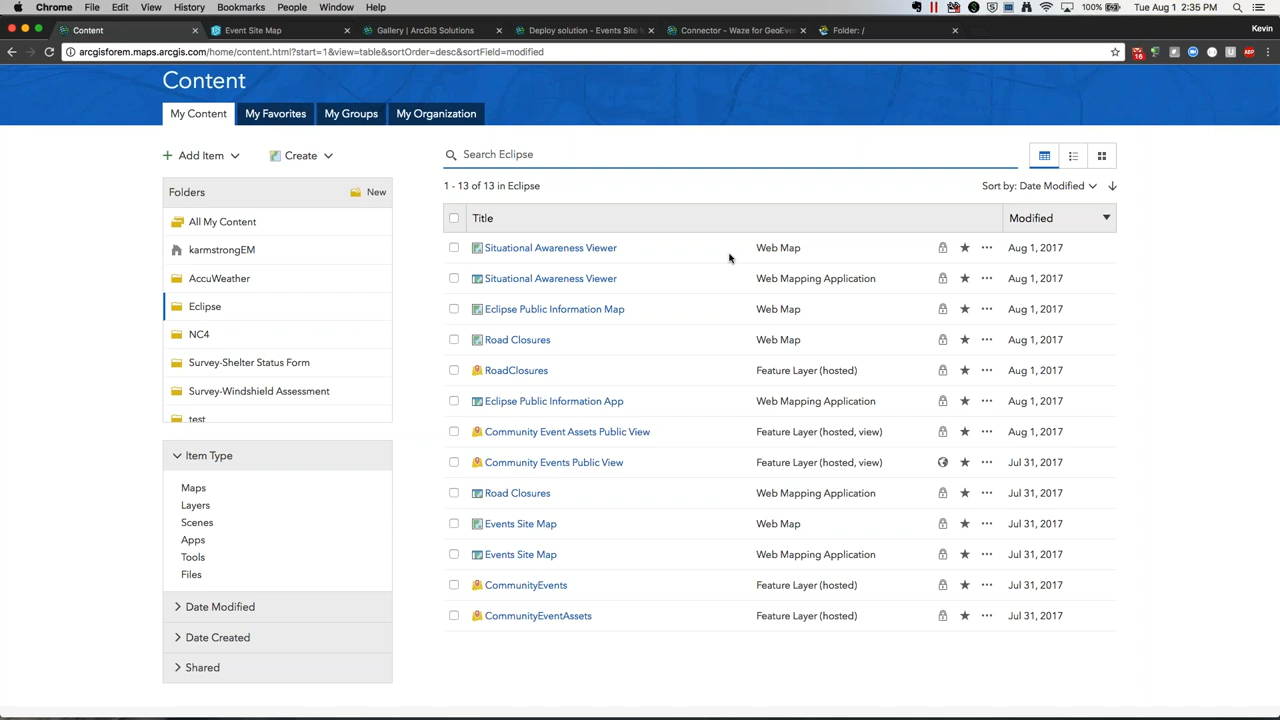 Chrome File Edit View History Bookmarks People Window Help 100% Tue Aug 1 2:35 PM
Content Event Site Map Gallery | ArcGIS Solutions Deploy solution - Events Site Connector - Waze for GeoEve Folder: / Kevin
arcgisforem.maps.arcgis.com/home/content.html?start=1&view=table&sortOrder=desc&sortField=modified
Content
My Content My Favorites My Groups My Organization
Add Item Create Search Eclipse
Folders New
1 - 13 of 13 in Eclipse Sort by: Date Modified
All My Content
karmstrongEM
AccuWeather
Eclipse
NC4
Survey-Shelter Status Form
Survey-Windshield Assessment
test
Item Type
Maps
Layers
Scenes
Apps
Tools
Files
Date Modified
Date Created
Shared
Title Modified
Situational Awareness Viewer Web Map Aug 1, 2017
Situational Awareness Viewer Web Mapping Application Aug 1, 2017
Eclipse Public Information Map Web Map Aug 1, 2017
Road Closures Web Map Aug 1, 2017
RoadClosures Feature Layer (hosted) Aug 1, 2017
Eclipse Public Information App Web Mapping Application Aug 1, 2017
Community Event Assets Public View Feature Layer (hosted, view) Aug 1, 2017
Community Events Public View Feature Layer (hosted, view) Jul 31, 2017
Road Closures Web Mapping Application Jul 31, 2017
Events Site Map Web Map Jul 31, 2017
Events Site Map Web Mapping Application Jul 31, 2017
CommunityEvents Feature Layer (hosted) Jul 31, 2017
CommunityEventAssets Feature Layer (hosted) Jul 31, 2017